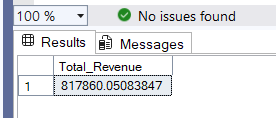 100 %
No issues found
Results Messages
Total_Revenue
1 817860.05083847